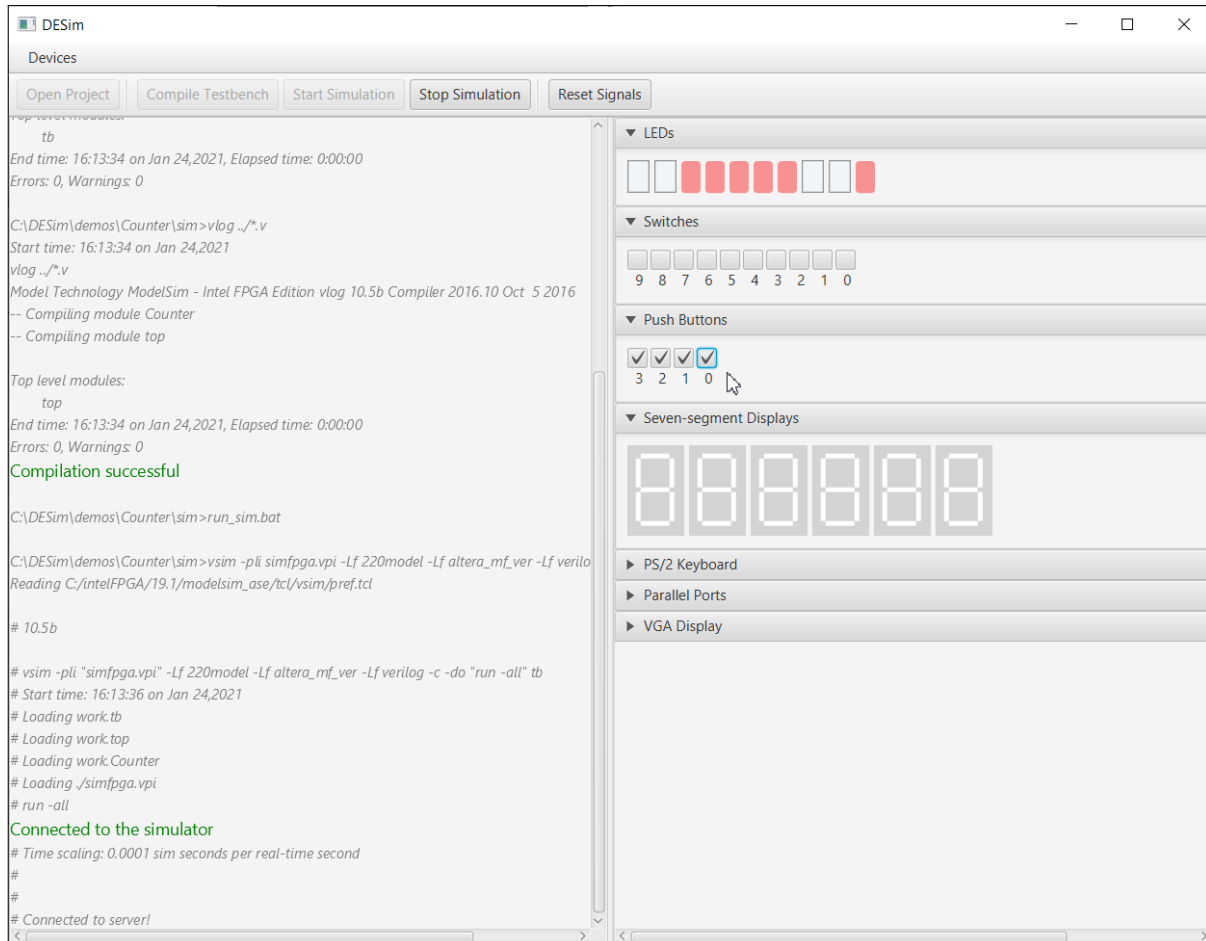 DESim
Devices
Open Project
Compile Testbench
Start Simulation
Stop Simulation
Reset Signals
Top level modules:
tb
End time: 16:13:34 on Jan 24,2021, Elapsed time: 0:00:00
Errors: 0, Warnings: 0
C:\DESim\demos\Counter\sim>vlog ../*.v
Start time: 16:13:34 on Jan 24,2021
vlog ../*.v
Model Technology ModelSim - Intel FPGA Edition vlog 10.5b Compiler 2016.10 Oct  5 2016
-- Compiling module Counter
-- Compiling module top
Top level modules:
top
End time: 16:13:34 on Jan 24,2021, Elapsed time: 0:00:00
Errors: 0, Warnings: 0
Compilation successful
C:\DESim\demos\Counter\sim>run_sim.bat
C:\DESim\demos\Counter\sim>vsim -pli simfpga.vpi -Lf 220model -Lf altera_mf_ver -Lf verilo
Reading C:/intelFPGA/19.1/modelsim_ase/tcl/vsim/pref.tcl
# 10.5b
# vsim -pli "simfpga.vpi" -Lf 220model -Lf altera_mf_ver -Lf verilog -c -do "run -all" tb
# Start time: 16:13:36 on Jan 24,2021
# Loading work.tb
# Loading work.top
# Loading work.Counter
# Loading ./simfpga.vpi
# run -all
Connected to the simulator
# Time scaling: 0.0001 sim seconds per real-time second
#
#
# Connected to server!
LEDs
Switches
9 8 7 6 5 4 3 2 1 0
Push Buttons
3 2 1 0
Seven-segment Displays
PS/2 Keyboard
Parallel Ports
VGA Display